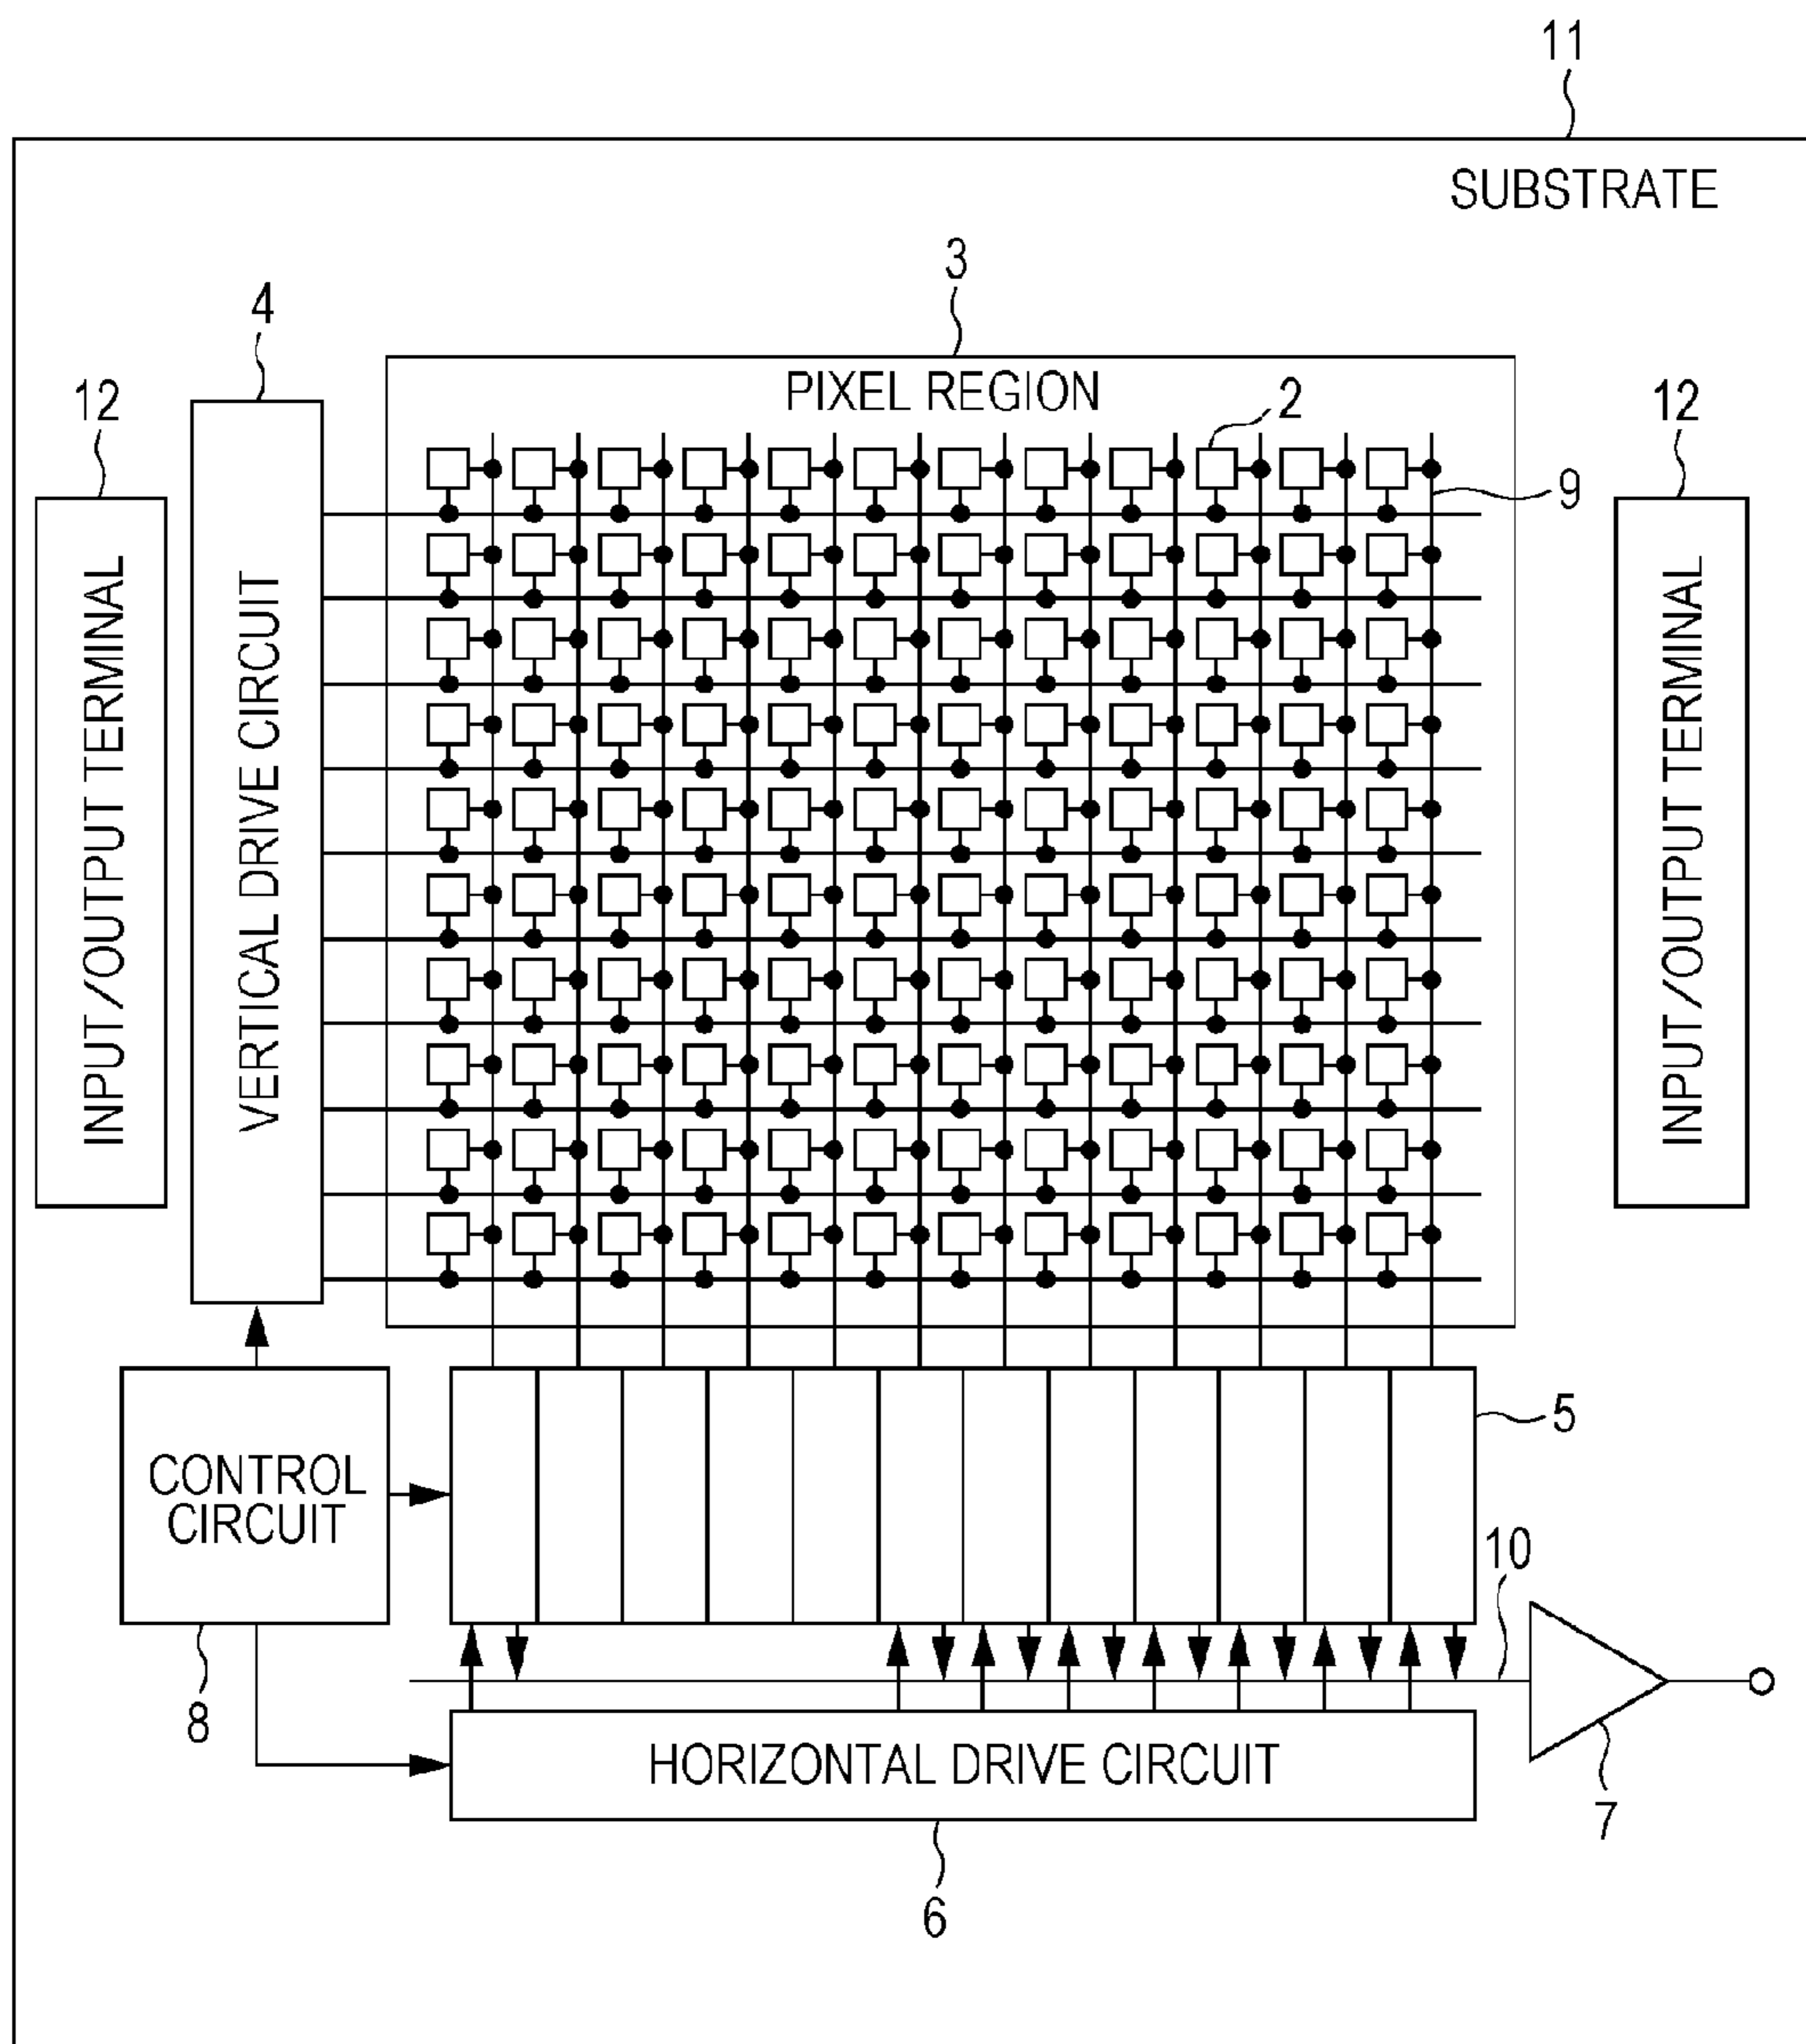 11
SUBSTRATE
3
4
PIXEL REGION
12
2
12
9
INPUT/OUTPUT TERMINAL
VERTICAL DRIVE CIRCUIT
INPUT/OUTPUT TERMINAL
5
CONTROL
CIRCUIT
10
8
HORIZONTAL DRIVE CIRCUIT
7
6